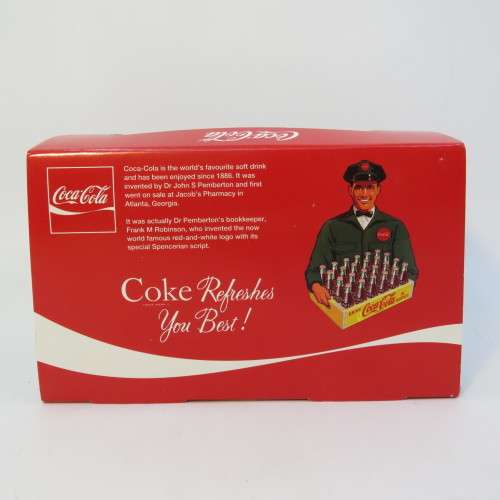 Coca-Cola
Coca-Cola
Coca-Cola is the world's favourite soft drink
and has been enjoyed since 1886. It was
invented by Dr John S Pemberton and first
went on sale at Jacob's Pharmacy in
Atlanta, Georgia.
It was actually Dr Pemberton's bookkeeper,
Frank M Robinson, who invented the now
world famous red-and-white logo with its
special Spencerian script.
Coke Refreshes
You Best!
DRINK Coca-Cola